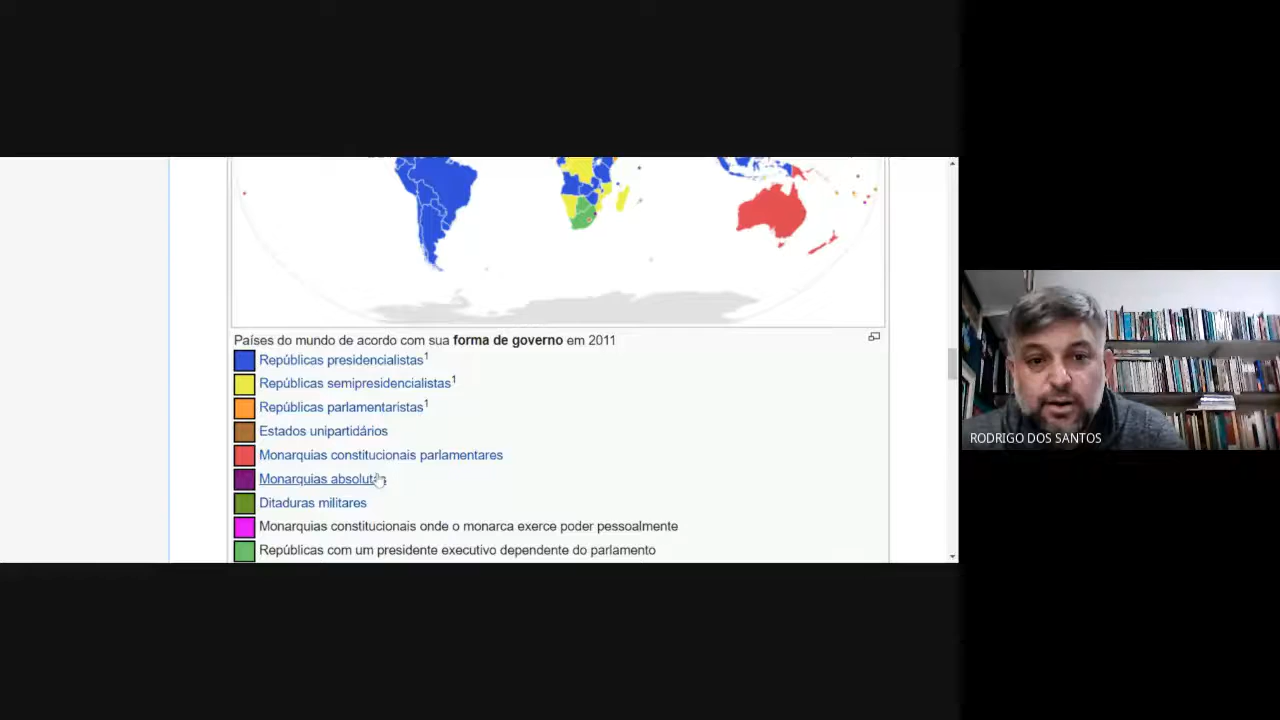 Países do mundo de acordo com sua forma de governo em 2011
Repúblicas presidencialistas1
Repúblicas semipresidencialistas1
Repúblicas parlamentaristas1
Estados unipartidários
Monarquias constitucionais parlamentares
Monarquias absolutas
Ditaduras militares
Monarquias constitucionais onde o monarca exerce poder pessoalmente
Repúblicas com um presidente executivo dependente do parlamento
RODRIGO DOS SANTOS